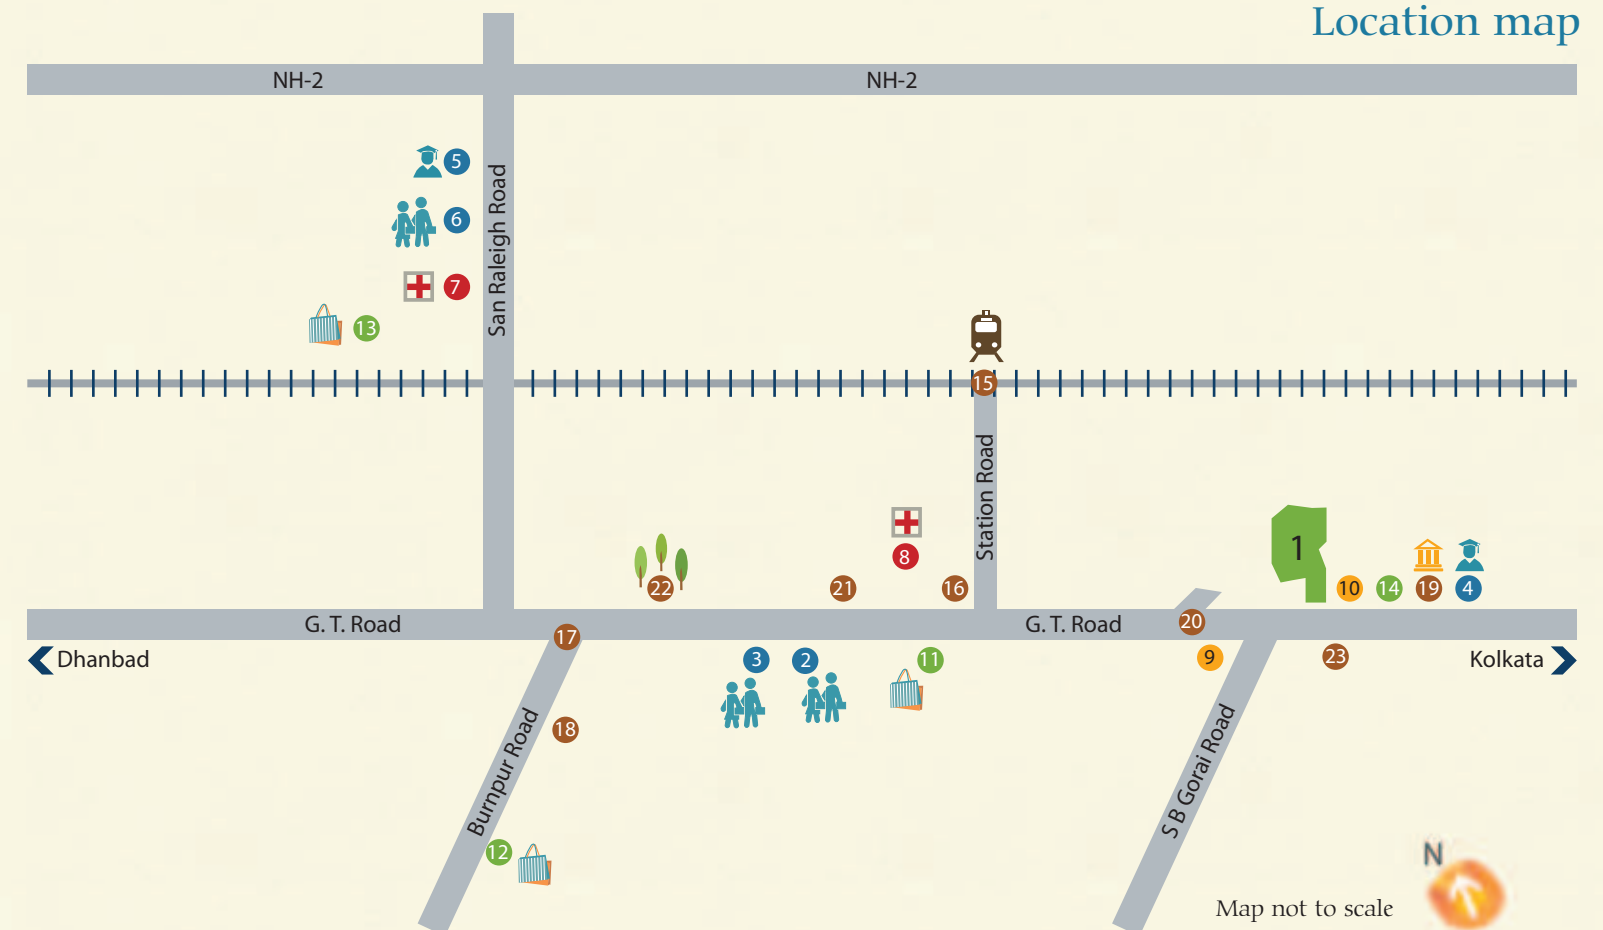 Location map
NH-2 NH-2
5
San Raleigh Road
6
7
13
15
Station Road
8
1
22 21 16 10 14 19 4
G. T. Road G. T. Road 20
17
Dhanbad 3 2 11 9 23 Kolkata
Burnpur Road
18
S B Gorai Road
12
N
Map not to scale